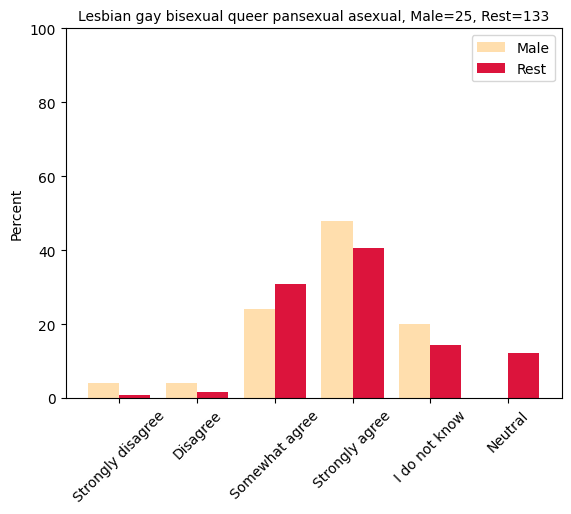 Lesbian gay bisexual queer pansexual asexual, Male=25, Rest=133
Male
Rest
Percent
100
80
60
40
20
0
Strongly disagree
Disagree
Somewhat agree
Strongly agree
I do not know
Neutral